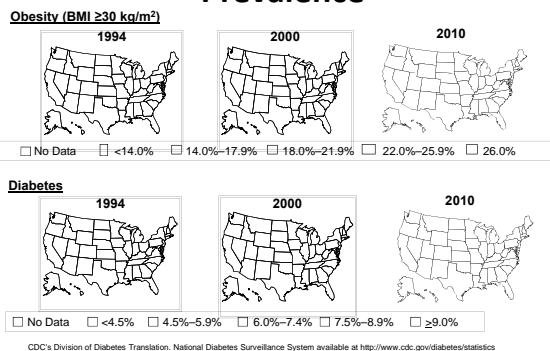 Prevalence
Obesity (BMI ≥30 kg/m²)
1994 2000 2010
No Data <14.0% 14.0%–17.9% 18.0%–21.9% 22.0%–25.9% 26.0%
Diabetes
1994 2000 2010
No Data <4.5% 4.5%–5.9% 6.0%–7.4% 7.5%–8.9% ≥9.0%
CDC's Division of Diabetes Translation. National Diabetes Surveillance System available at http://www.cdc.gov/diabetes/statistics